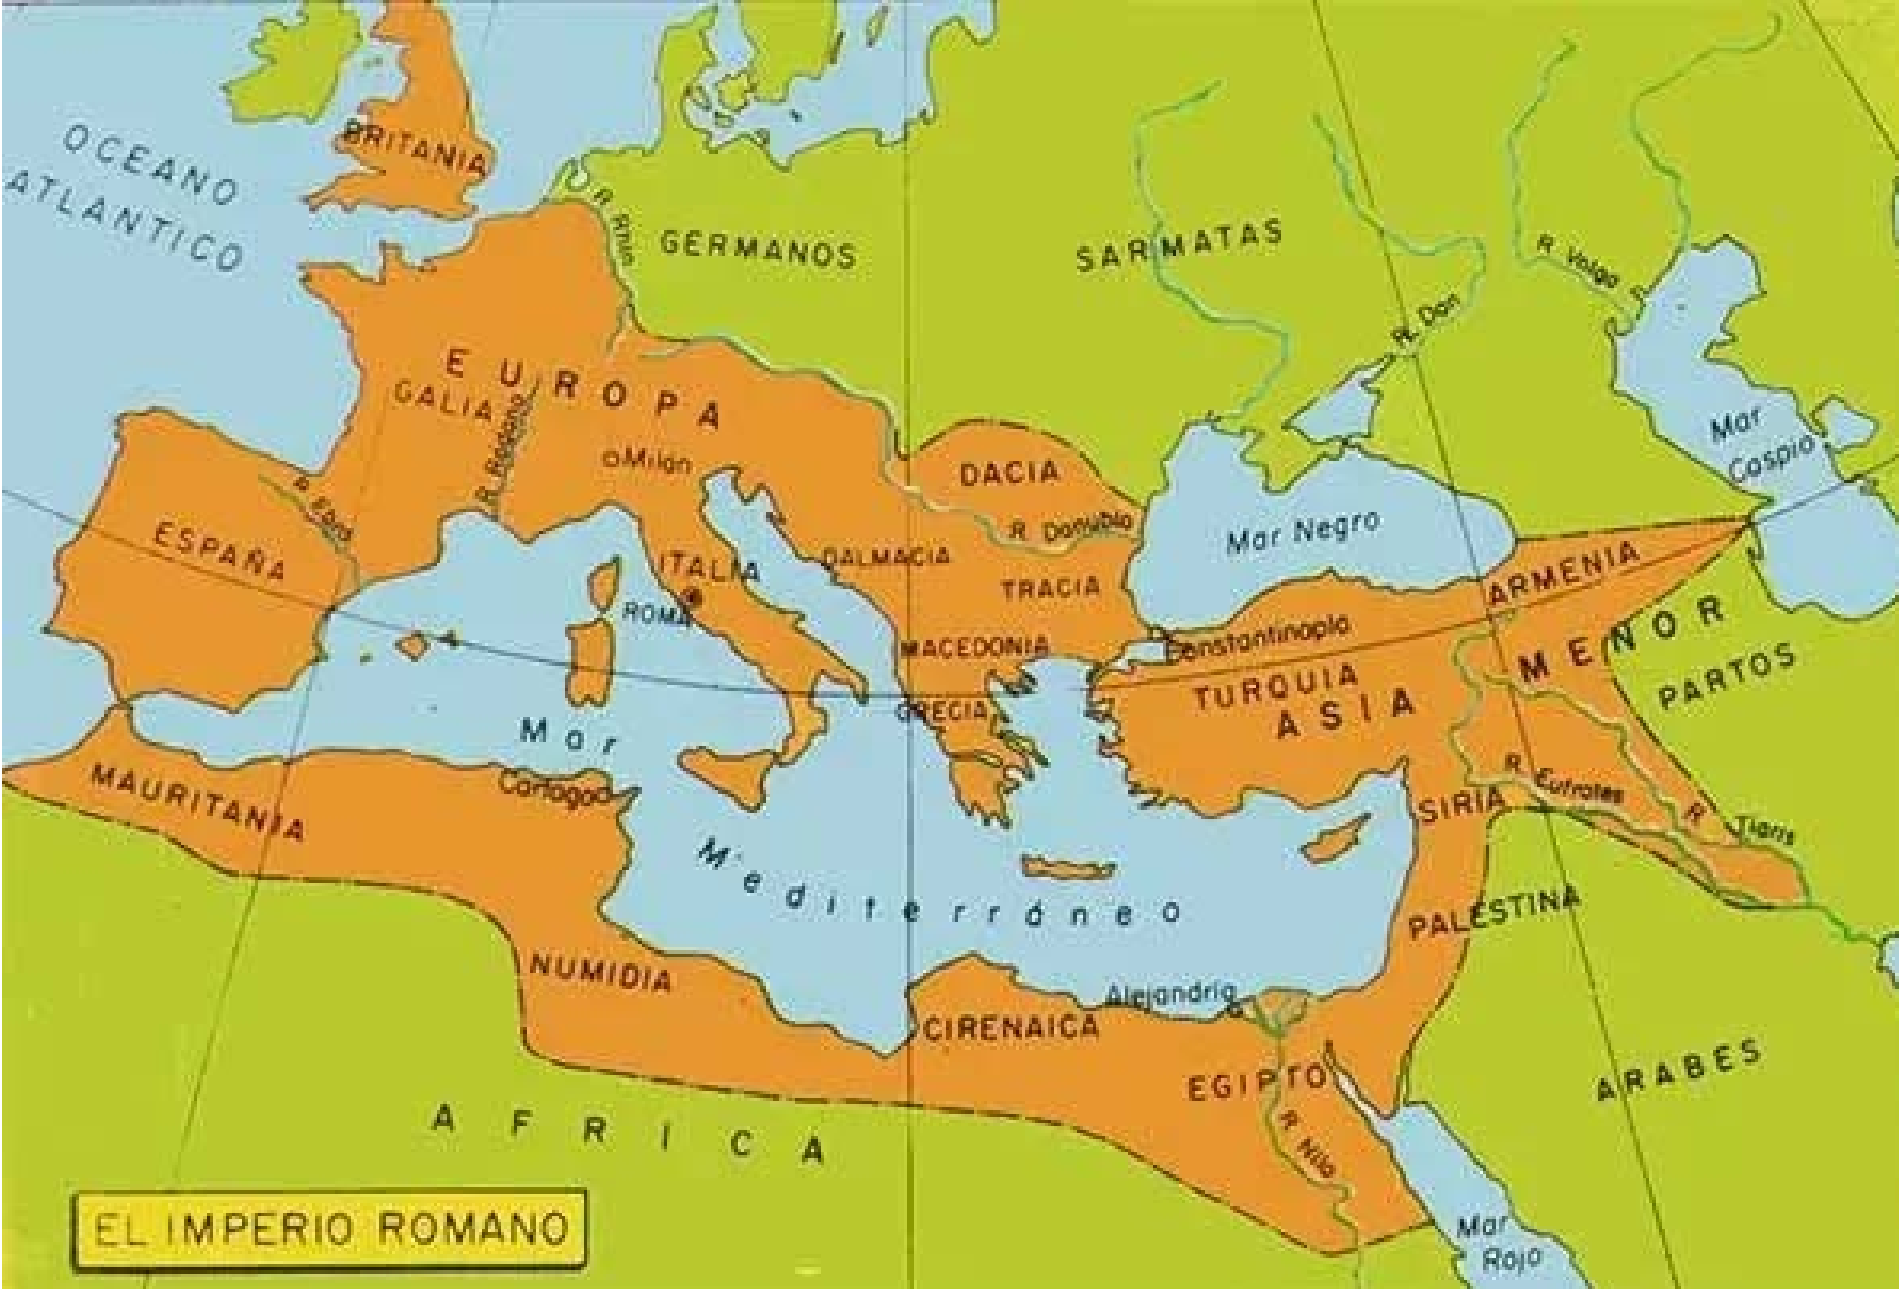 OCEANO
ATLANTICO
BRITANIA
R. Rhin
GERMANOS
SARMATAS
R. Volga
R. Don
EUROPA
GALIA
R. Rodano
Milan
Mar
Caspio
DACIA
R. Danubio
Mar Negro
R. Ebro
ESPAÑA
ITALIA
ROMA
DALMACIA
TRACIA
MACEDONIA
Constantinopla
ARMENIA
TURQUIA
ASIA MENOR
PARTOS
GRECIA
Mar
Mediterráneo
MAURITANIA
Cartago
SIRIA
R. Eufrates
R. Tigris
PALESTINA
NUMIDIA
CIRENAICA
Alejandria
EGIPTO
R. Nilo
ARABES
AFRICA
Mar
Rojo
EL IMPERIO ROMANO